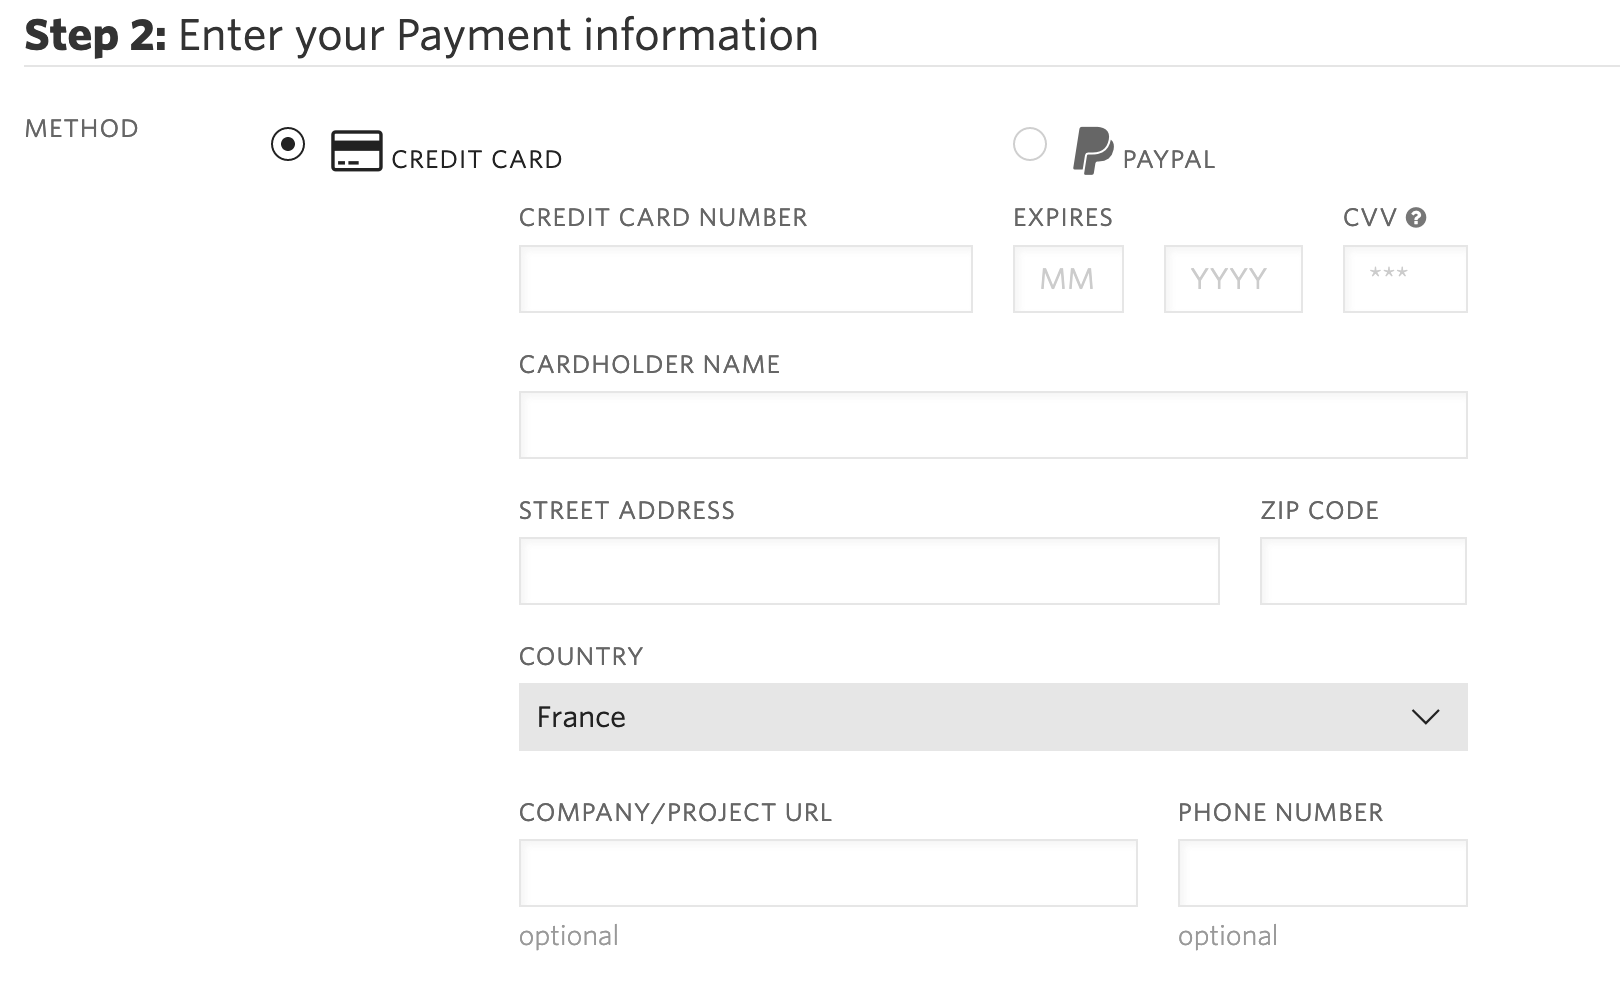 Step 2: Enter your Payment information
METHOD
CREDIT CARD
PAYPAL
CREDIT CARD NUMBER
EXPIRES
CVV ?
MM
YYYY
***
CARDHOLDER NAME
STREET ADDRESS
ZIP CODE
COUNTRY
France
COMPANY/PROJECT URL
PHONE NUMBER
optional
optional